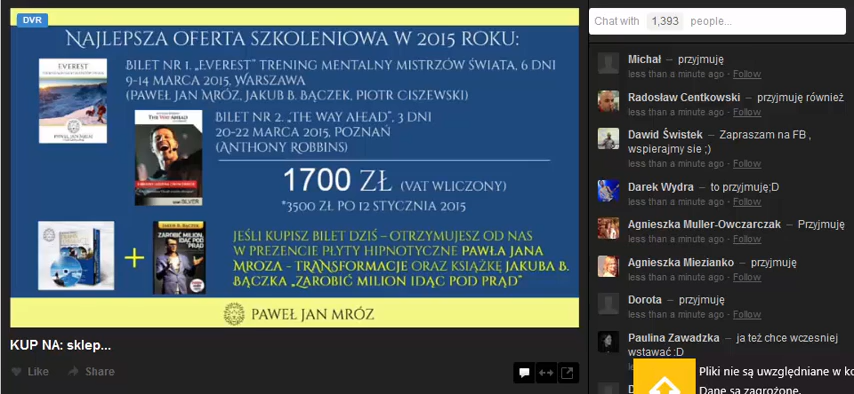 DVR
NAJLEPSZA OFERTA SZKOLENIOWA W 2015 ROKU:
EVEREST
BILET NR 1. „EVEREST” TRENING MENTALNY MISTRZÓW ŚWIATA, 6 DNI
9-14 MARCA 2015, WARSZAWA
(PAWEŁ JAN MRÓZ, JAKUB B. BĄCZEK, PIOTR CISZEWSKI)
THE WAY AHEAD
BILET NR 2. „THE WAY AHEAD”, 3 DNI
20-22 MARCA 2015, POZNAŃ
(ANTHONY ROBBINS)
SILVER
1700 ZŁ (VAT WLICZONY)
*3500 ZŁ PO 12 STYCZNIA 2015
+
ZAROBIĆ MILION,
IDĄC POD
PRĄD
JEŚLI KUPISZ BILET DZIŚ – OTRZYMUJESZ OD NAS
W PREZENCIE PŁYTY HIPNOTYCZNE PAWŁA JANA
MROZA - TRANSFORMACJE ORAZ KSIĄŻKĘ JAKUBA B.
BĄCZKA „ZAROBIĆ MILION IDĄC POD PRĄD”
PAWEŁ JAN MRÓZ
KUP NA: sklep...
Like Share
Chat with 1,393 people...
Michał – przyjmuję
less than a minute ago · Follow
Radosław Centkowski – przyjmuję również
less than a minute ago · Follow
Dawid Świstek – Zapraszam na FB ,
wspierajmy sie ;)
less than a minute ago · Follow
Darek Wydra – to przyjmuję;D
less than a minute ago · Follow
Agnieszka Muller-Owczarczak – Przyjmuję
less than a minute ago · Follow
Agnieszka Miezianko – przyjmuję
less than a minute ago · Follow
Dorota – przyjmuję
less than a minute ago · Follow
Paulina Zawadzka – ja też chce wczesniej
wstawać :D
Pliki nie są uwzględniane w ko
Dane są zagrożone.